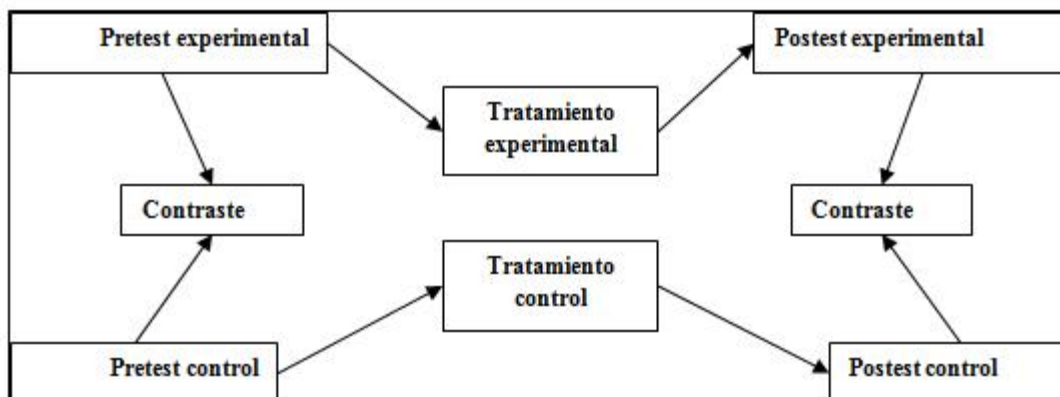 Pretest experimental
Postest experimental
Tratamiento
experimental
Contraste
Contraste
Tratamiento
control
Pretest control
Postest control